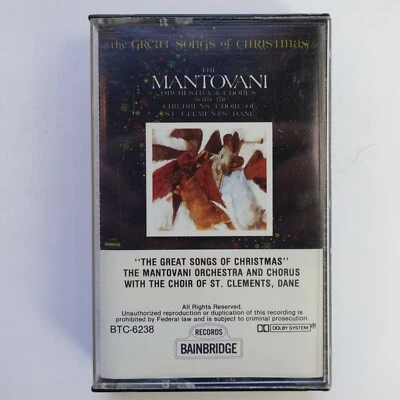 the GREAT SONGS of CHRISTMAS
THE
MANTOVANI
ORCHESTRA & CHORUS
with the
CHILDRENS CHOIR OF
ST. CLEMENTS DANE
"THE GREAT SONGS OF CHRISTMAS"
THE MANTOVANI ORCHESTRA AND CHORUS
WITH THE CHOIR OF ST. CLEMENTS, DANE
All Rights Reserved.
Unauthorized reproduction or duplication of this recording is
prohibited by Federal law and is subject to criminal prosecution.
BTC-6238
DOLBY SYSTEM ®
RECORDS
BAINBRIDGE